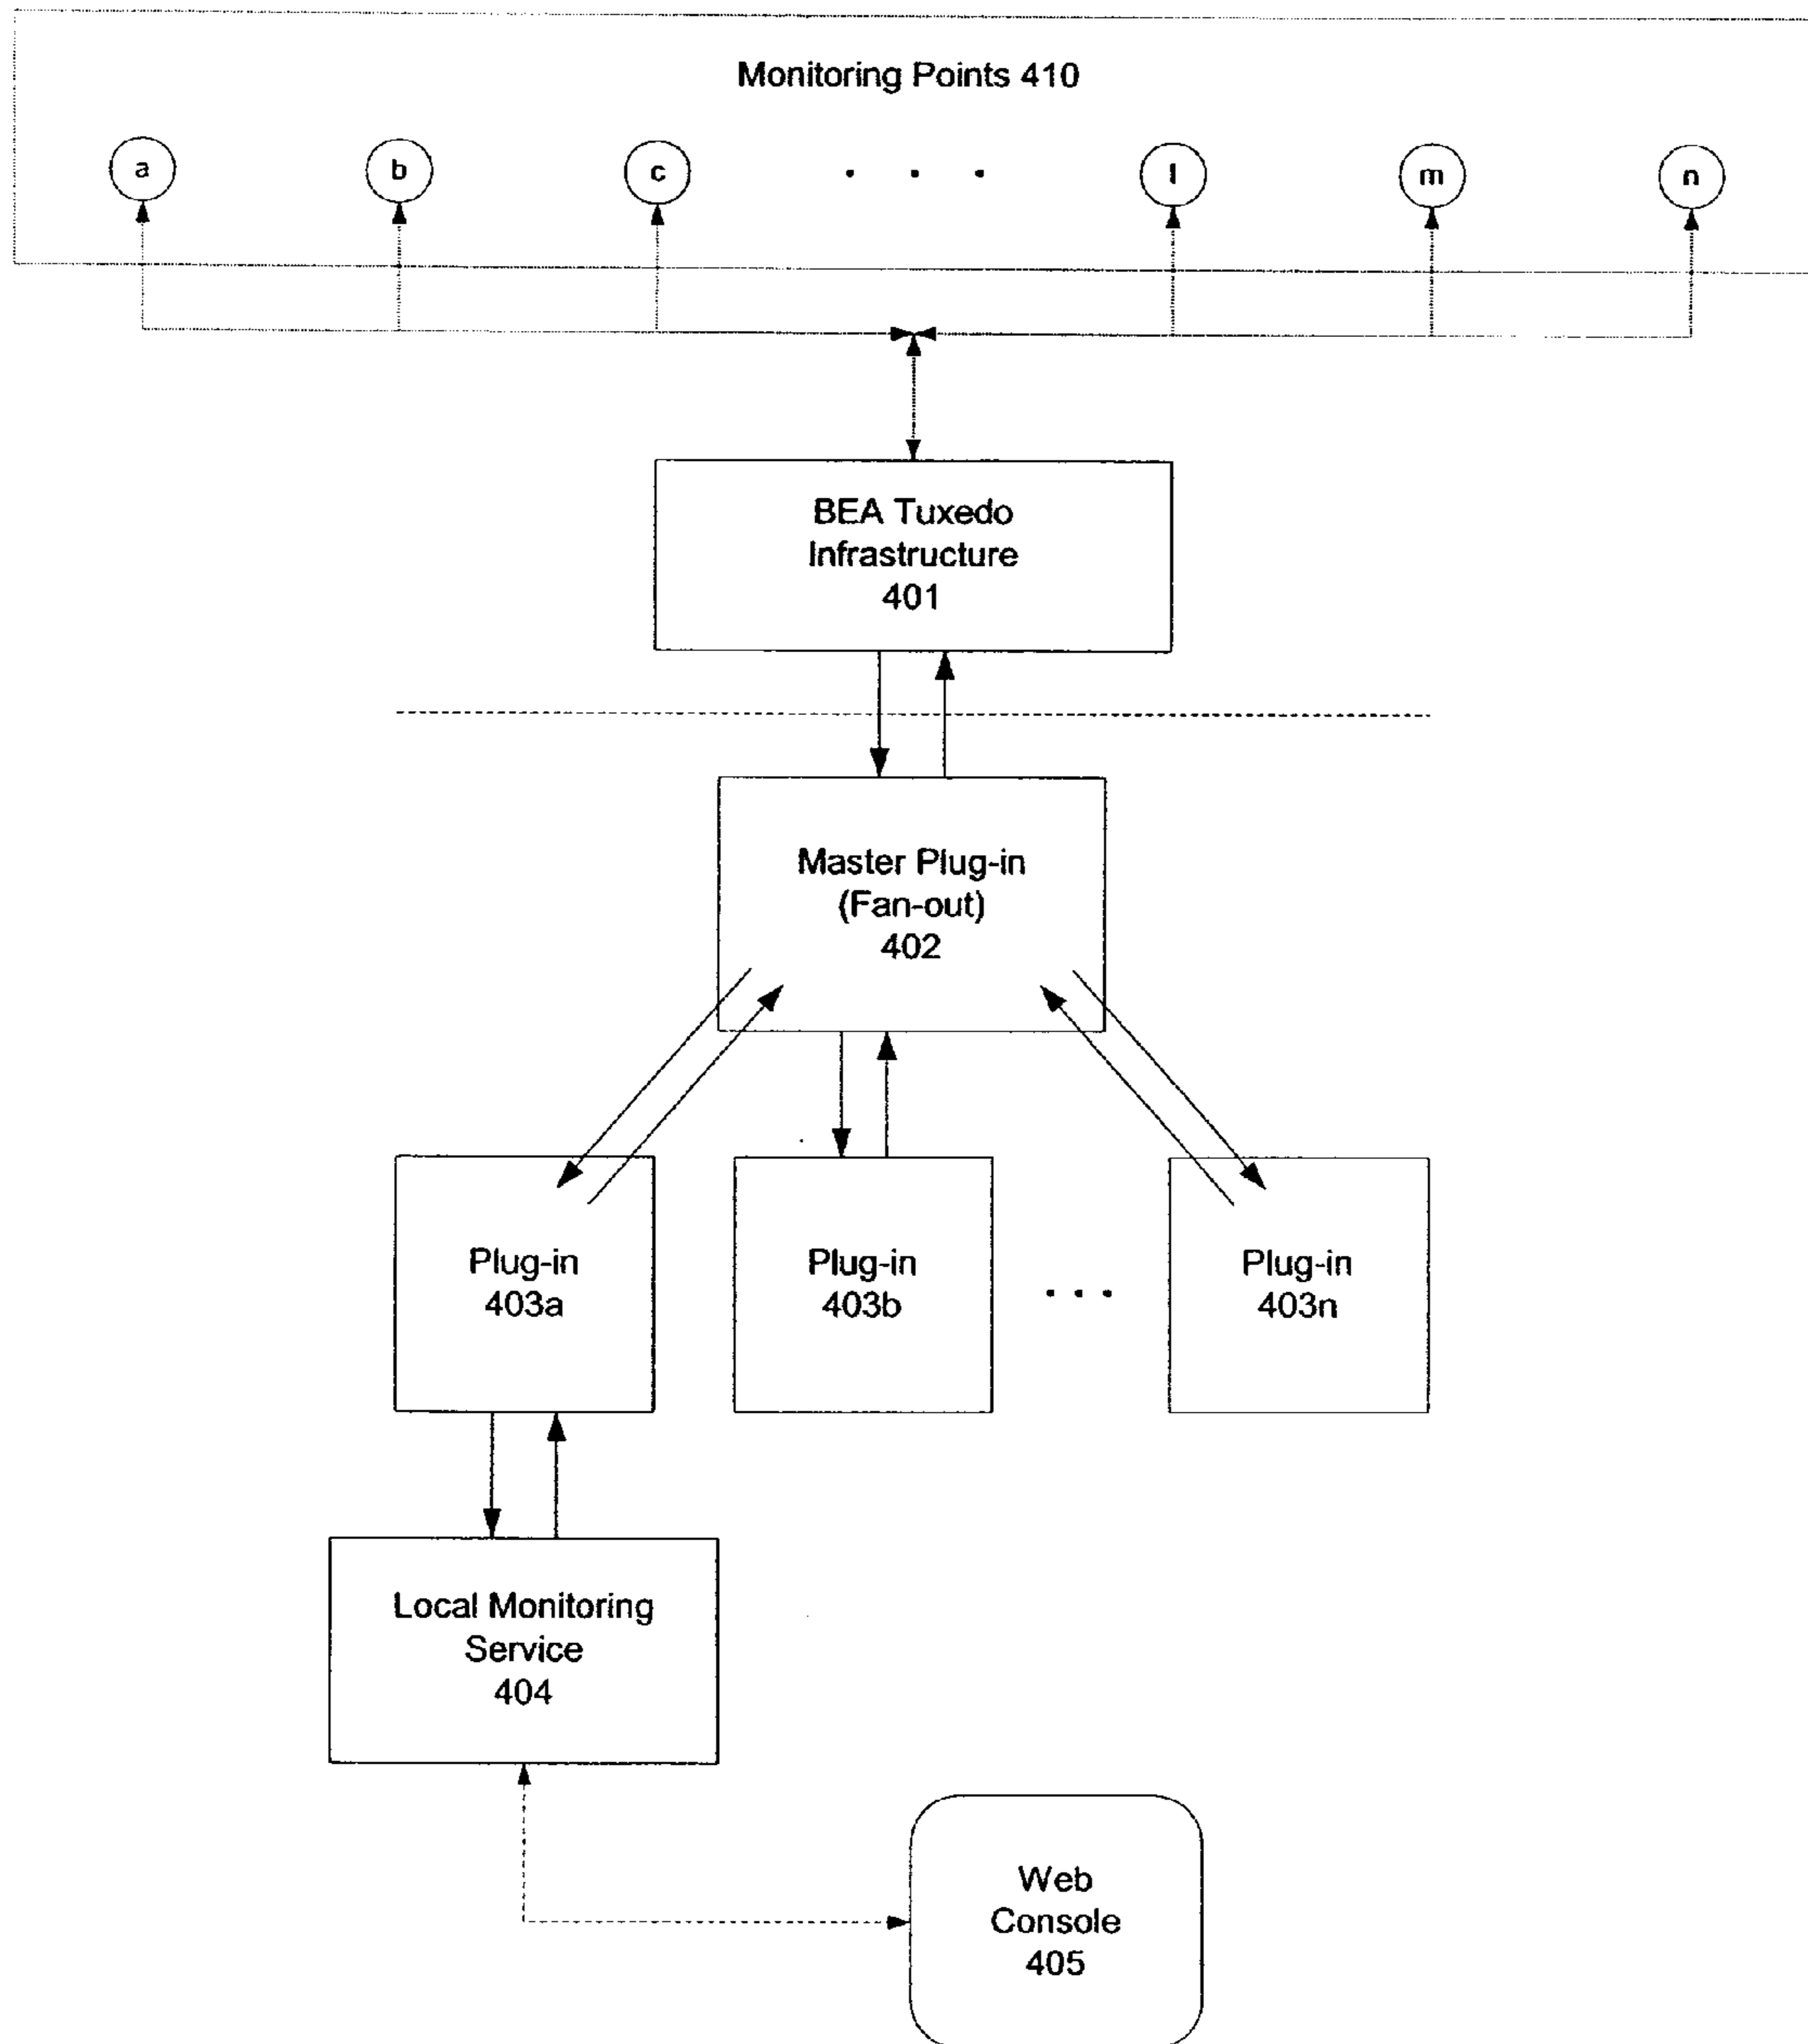 Monitoring Points 410
a b c . . . l m n
BEA Tuxedo
Infrastructure
401
Master Plug-in
(Fan-out)
402
Plug-in
403a
Plug-in
403b
. . .
Plug-in
403n
Local Monitoring
Service
404
Web
Console
405